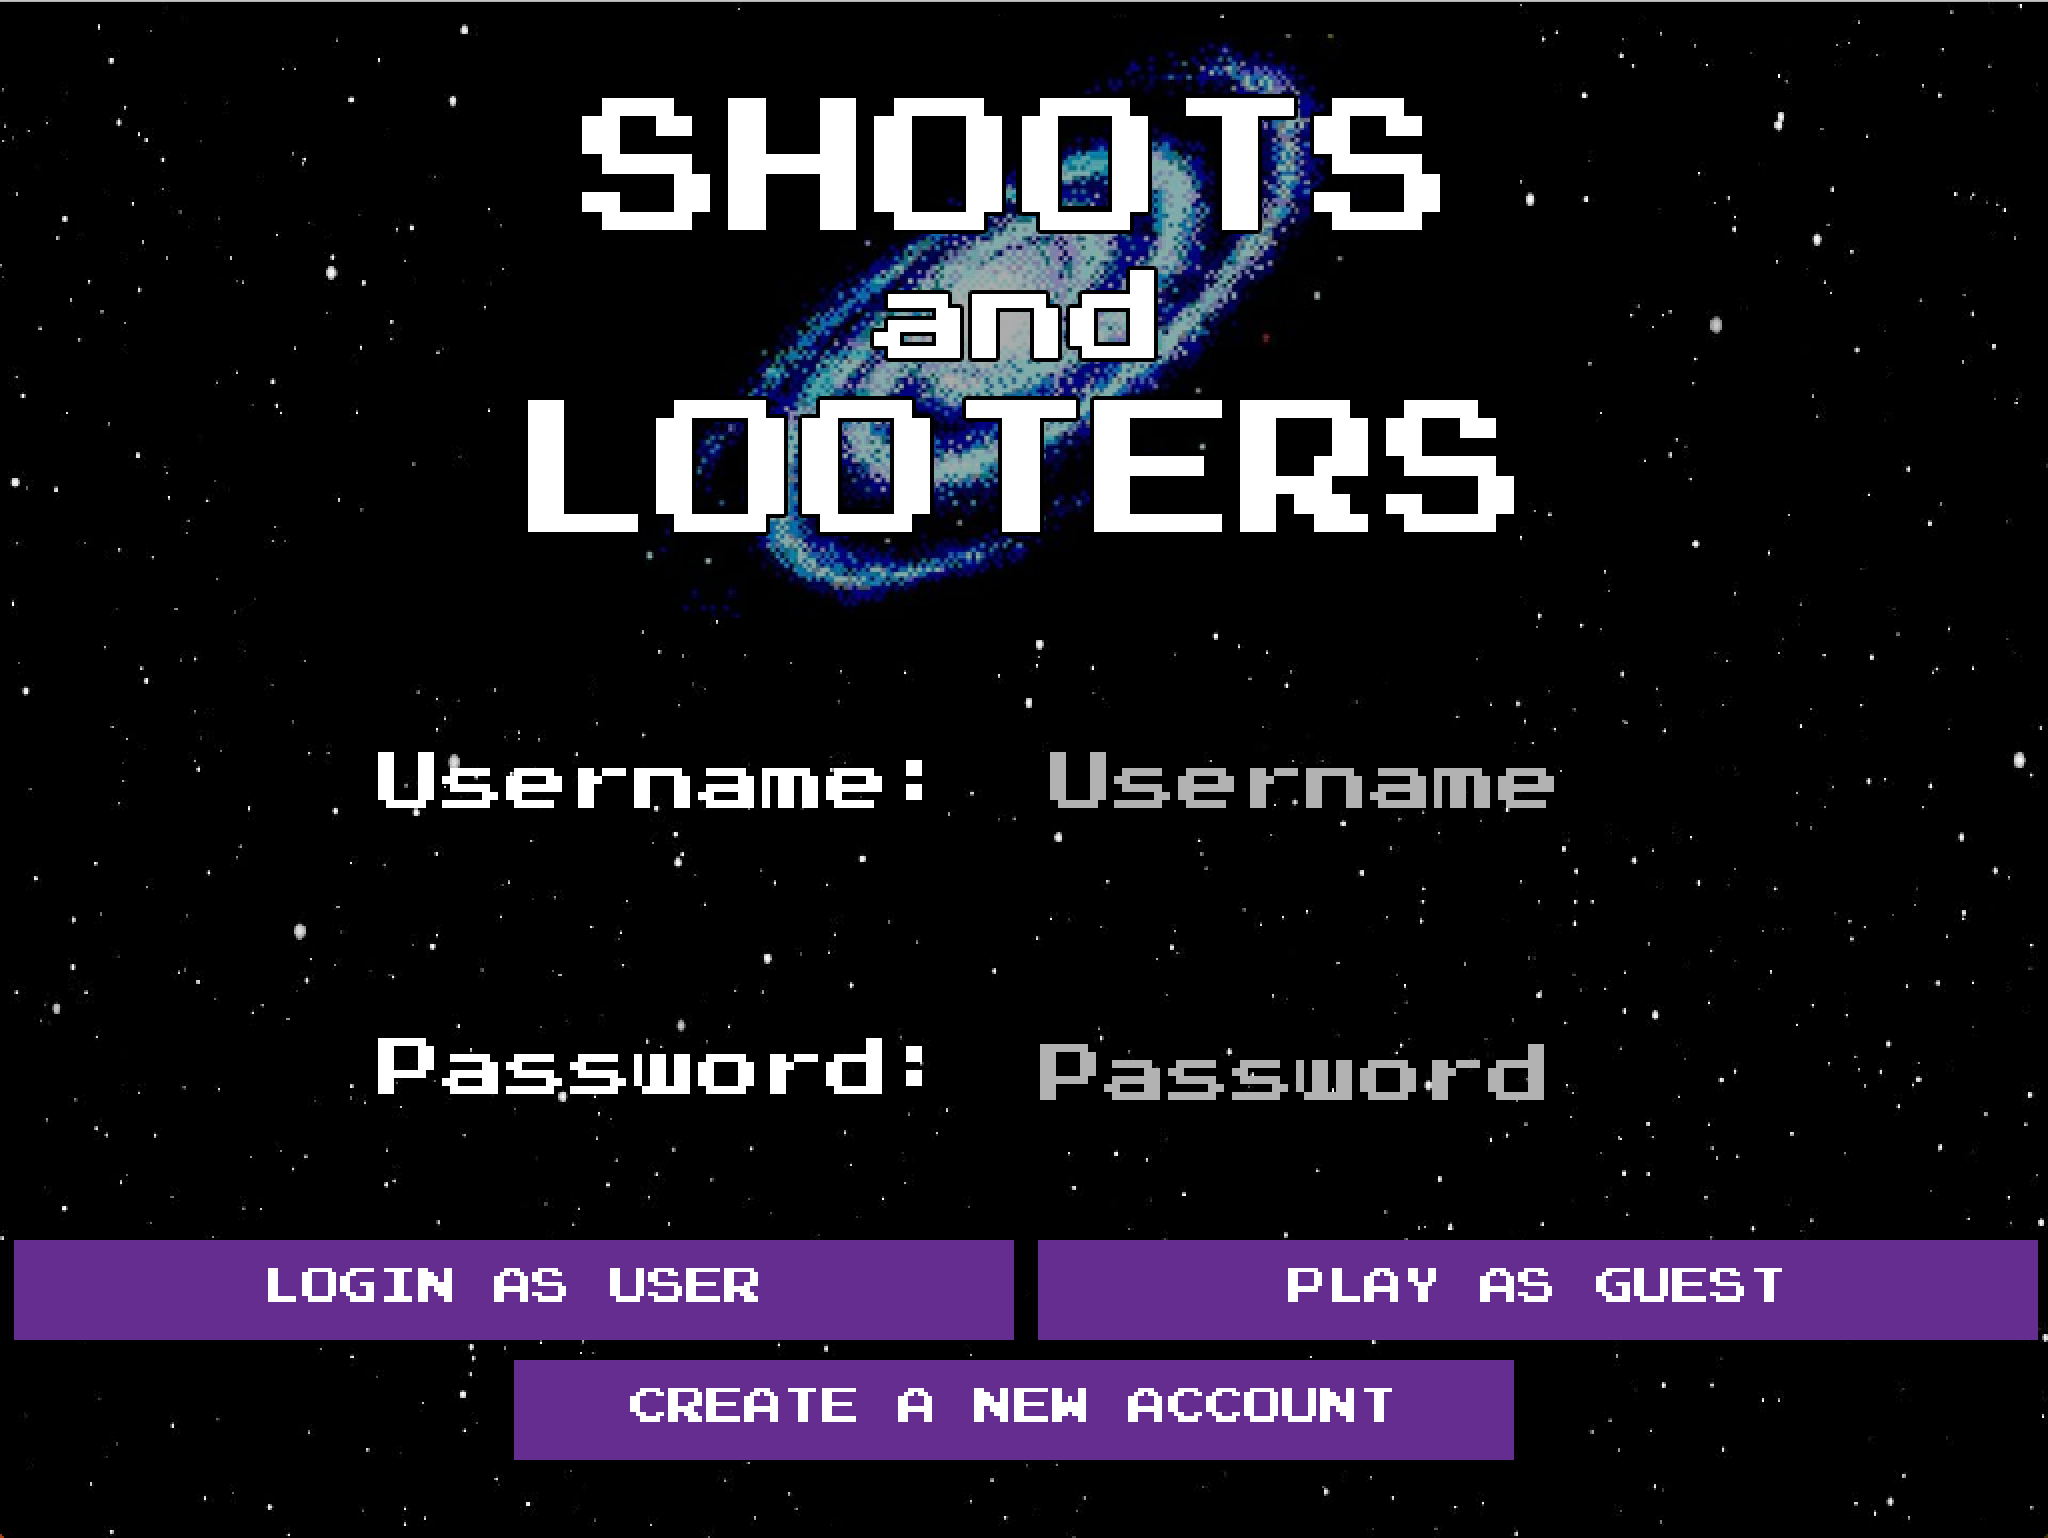 SHOOTS
and
LOOTERS
Username: Username
Password: Password
LOGIN AS USER
PLAY AS GUEST
CREATE A NEW ACCOUNT